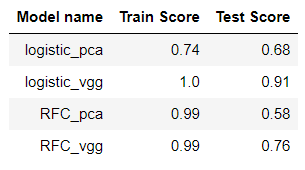 Model name Train Score Test Score
logistic_pca 0.74 0.68
logistic_vgg 1.0 0.91
RFC_pca 0.99 0.58
RFC_vgg 0.99 0.76